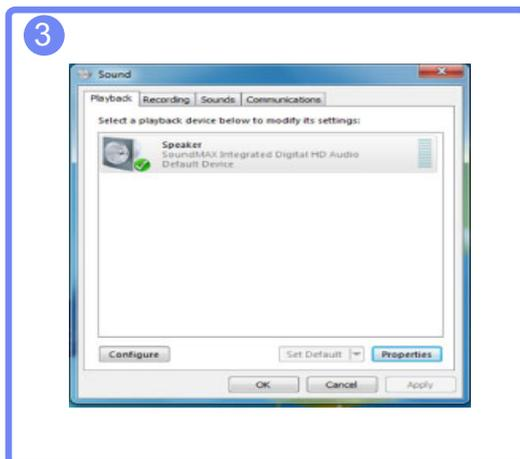 3
Sound
Playback Recording Sounds Communications
Select a playback device below to modify its settings:
Speaker
SoundMAX Integrated Digital HD Audio
Default Device
Configure Set Default Properties
OK Cancel Apply